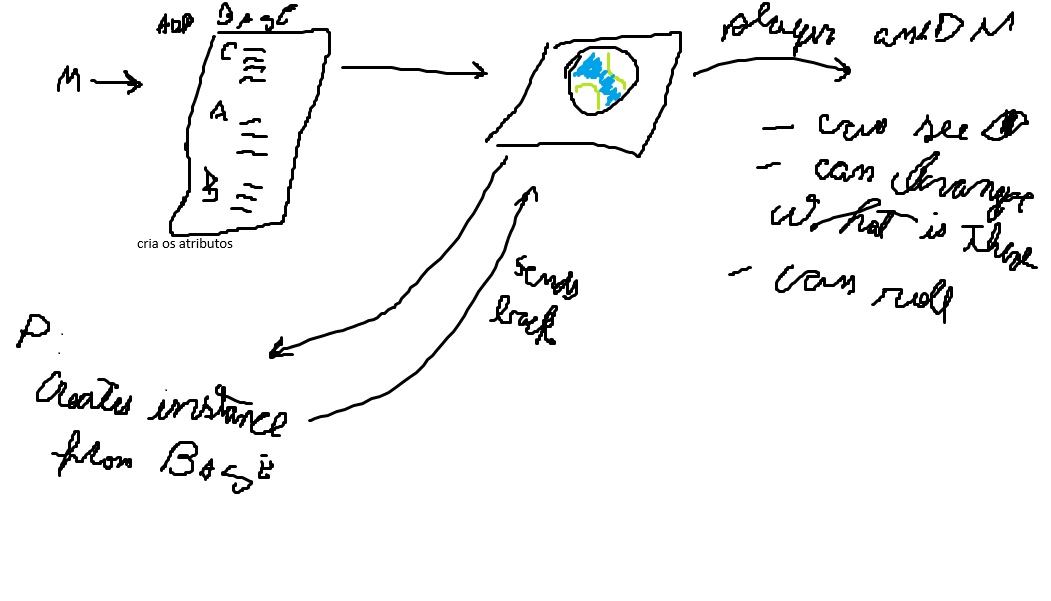 ADD BAsE
M
C
A
B
cria os atributos
player and DM
- can see
- can change
What is There
- can roll
sends
back
P:
Creates instance
from BAsE